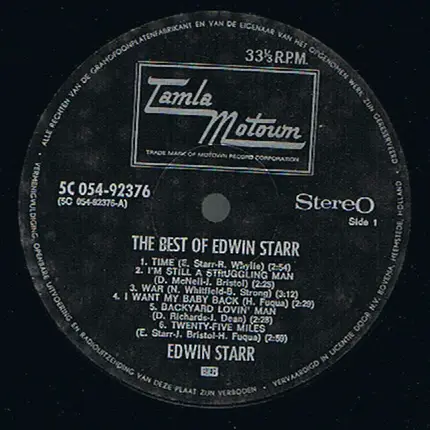 • ALLE RECHTEN VAN DE GRAMOFOONPLATENFABRIKANT EN VAN DE EIGENAAR VAN HET OPGENOMEN WERK ZIJN GERESERVEERD •
33⅓ R.P.M.
Tamla
Motown
TRADE MARK OF MOTOWN RECORD CORPORATION
5C 054-92376
(5C 054-92376-A)
Stereo
Side 1
THE BEST OF EDWIN STARR
1. TIME (E. Starr-R. Whylie) (2:54)
2. I'M STILL A STRUGGLING MAN
(D. McNeil-J. Bristol) (2:25)
3. WAR (N. Whitfield-B. Strong) (3:12)
4. I WANT MY BABY BACK (H. Fuqua) (2:29)
5. BACKYARD LOVIN' MAN
(D. Richards-J. Dean) (2:28)
6. TWENTY-FIVE MILES
(E. Starr-J. Bristol-H. Fuqua) (2:59)
EDWIN STARR
VERMENIGVULDIGING, OPENBARE UITVOERING EN RADIOUITZENDING VAN DEZE PLAAT ZIJN VERBODEN •
VERVAARDIGD IN LICENTIE DOOR N.V. BOVEMA, HEEMSTEDE, HOLLAND •